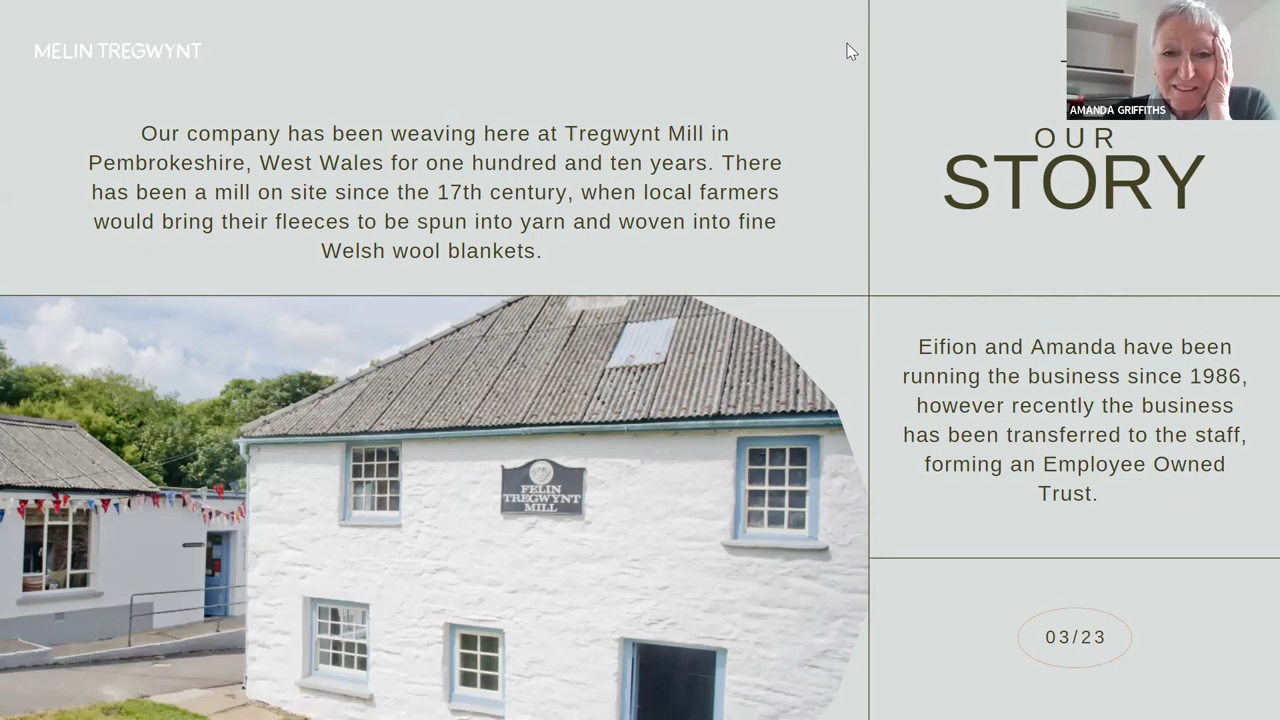 MELIN TREGWYNT
Our company has been weaving here at Tregwynt Mill in
Pembrokeshire, West Wales for one hundred and ten years. There
has been a mill on site since the 17th century, when local farmers
would bring their fleeces to be spun into yarn and woven into fine
Welsh wool blankets.
AMANDA GRIFFITHS
OUR
STORY
FELIN
TREGWYNT
MILL
Eifion and Amanda have been
running the business since 1986,
however recently the business
has been transferred to the staff,
forming an Employee Owned
Trust.
03/23